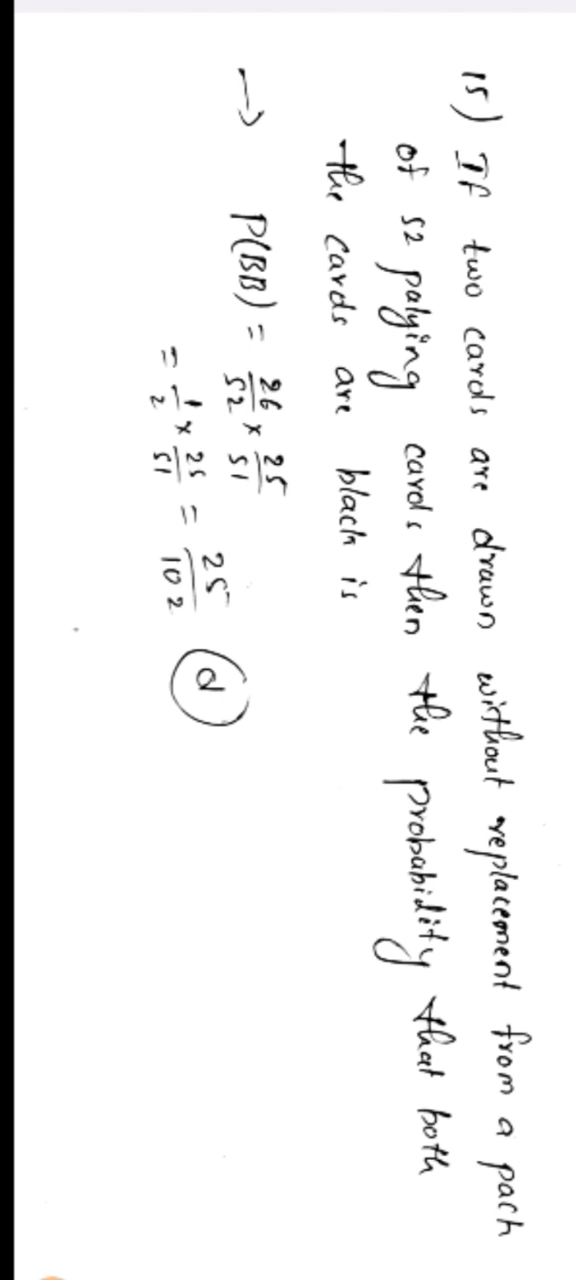 15) If two cards are drawn without replacement from a pack
of 52 palying cards then the probability that both
the cards are black is
→ P(BB) = 26/52 × 25/51
= 1/2 × 25/51 = 25/102 (d)